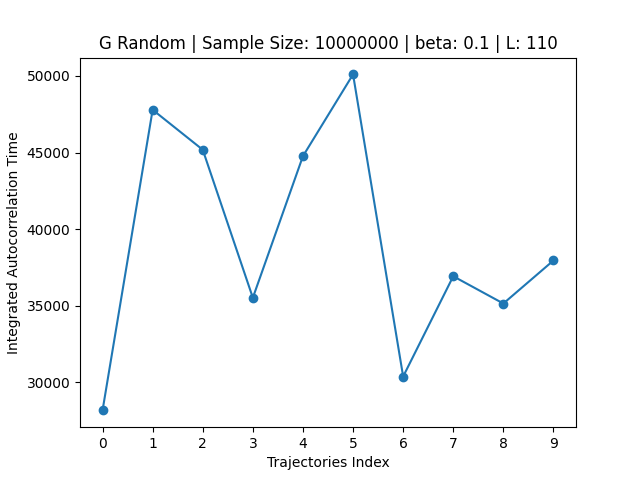 G Random | Sample Size: 10000000 | beta: 0.1 | L: 110
Integrated Autocorrelation Time
50000
45000
40000
35000
30000
0 1 2 3 4 5 6 7 8 9
Trajectories Index